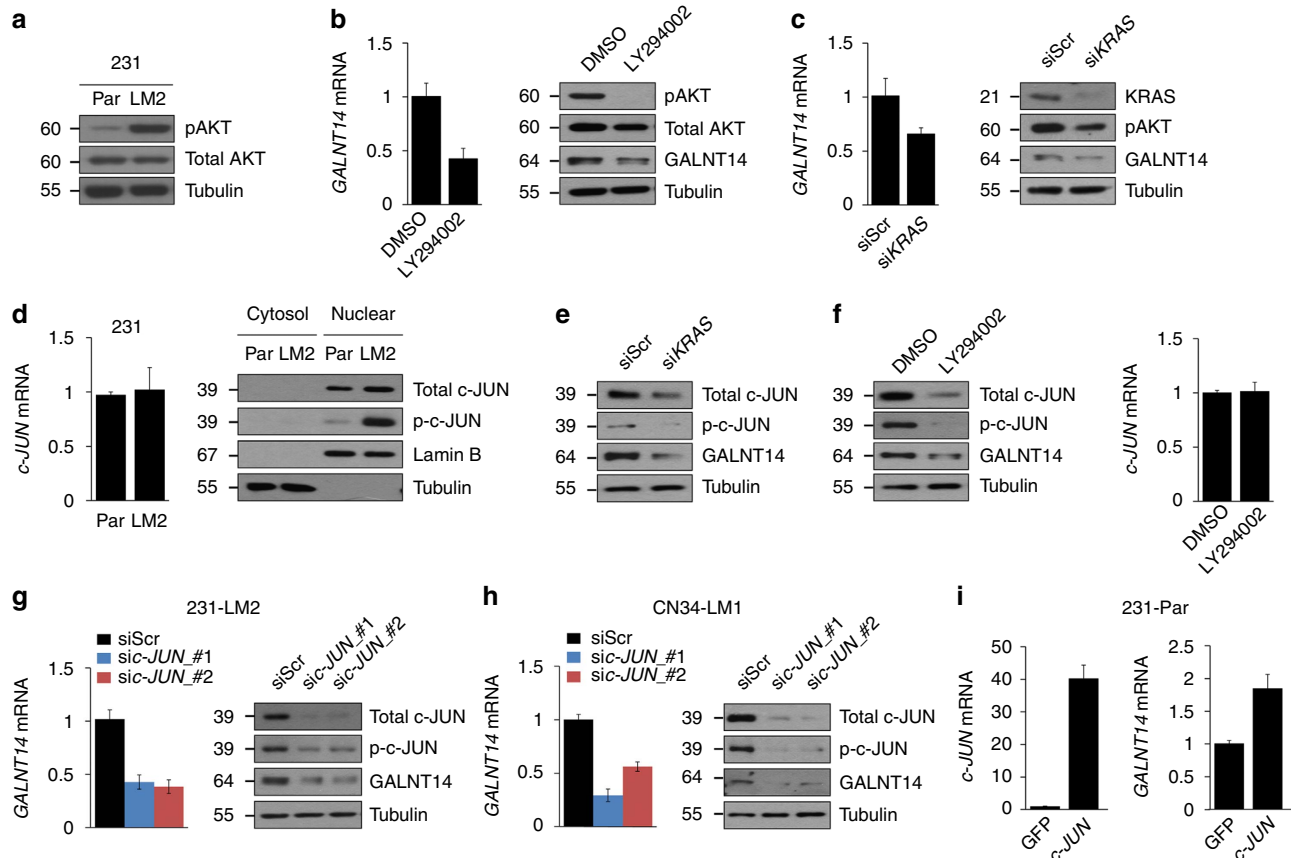 a
231
Par LM2
60 pAKT
60 Total AKT
55 Tubulin
b
GALNT14 mRNA
1.5
1
0.5
0
DMSO
LY294002
DMSO
LY294002
60 pAKT
60 Total AKT
64 GALNT14
55 Tubulin
c
GALNT14 mRNA
1.5
1
0.5
0
siScr
siKRAS
siScr
siKRAS
21 KRAS
60 pAKT
64 GALNT14
55 Tubulin
d
231
c-JUN mRNA
1.5
1
0.5
0
Par LM2
Cytosol Nuclear
Par LM2 Par LM2
39 Total c-JUN
39 p-c-JUN
67 Lamin B
55 Tubulin
e
siScr
siKRAS
39 Total c-JUN
39 p-c-JUN
64 GALNT14
55 Tubulin
f
DMSO
LY294002
39 Total c-JUN
39 p-c-JUN
64 GALNT14
55 Tubulin
c-JUN mRNA
1.5
1
0.5
0
DMSO
LY294002
g
231-LM2
siScr
sic-JUN_#1
sic-JUN_#2
GALNT14 mRNA
1.5
1
0.5
0
siScr
sic-JUN_#1
sic-JUN_#2
39 Total c-JUN
39 p-c-JUN
64 GALNT14
55 Tubulin
h
CN34-LM1
siScr
sic-JUN_#1
sic-JUN_#2
GALNT14 mRNA
1.5
1
0.5
0
siScr
sic-JUN_#1
sic-JUN_#2
39 Total c-JUN
39 p-c-JUN
64 GALNT14
55 Tubulin
i
231-Par
c-JUN mRNA
50
40
30
20
10
0
GFP
c-JUN
GALNT14 mRNA
2.5
2
1.5
1
0.5
0
GFP
c-JUN